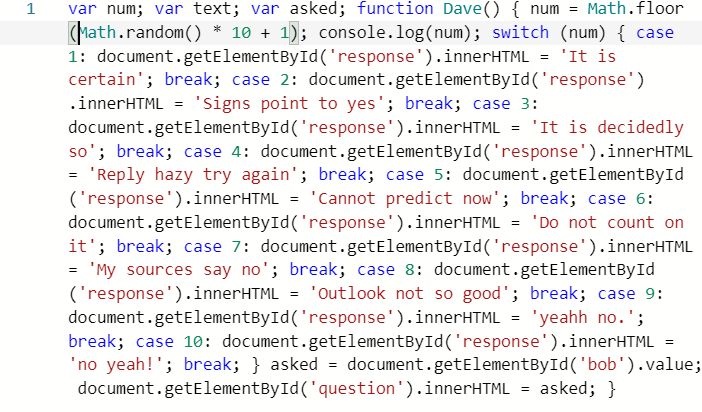 1 var num; var text; var asked; function Dave() { num = Math.floor
(Math.random() * 10 + 1); console.log(num); switch (num) { case
1: document.getElementById('response').innerHTML = 'It is
certain'; break; case 2: document.getElementById('response')
.innerHTML = 'Signs point to yes'; break; case 3:
document.getElementById('response').innerHTML = 'It is decidedly
so'; break; case 4: document.getElementById('response').innerHTML
= 'Reply hazy try again'; break; case 5: document.getElementById
('response').innerHTML = 'Cannot predict now'; break; case 6:
document.getElementById('response').innerHTML = 'Do not count on
it'; break; case 7: document.getElementById('response').innerHTML
= 'My sources say no'; break; case 8: document.getElementById
('response').innerHTML = 'Outlook not so good'; break; case 9:
document.getElementById('response').innerHTML = 'yeahh no.';
break; case 10: document.getElementById('response').innerHTML =
'no yeah!'; break; } asked = document.getElementById('bob').value;
document.getElementById('question').innerHTML = asked; }